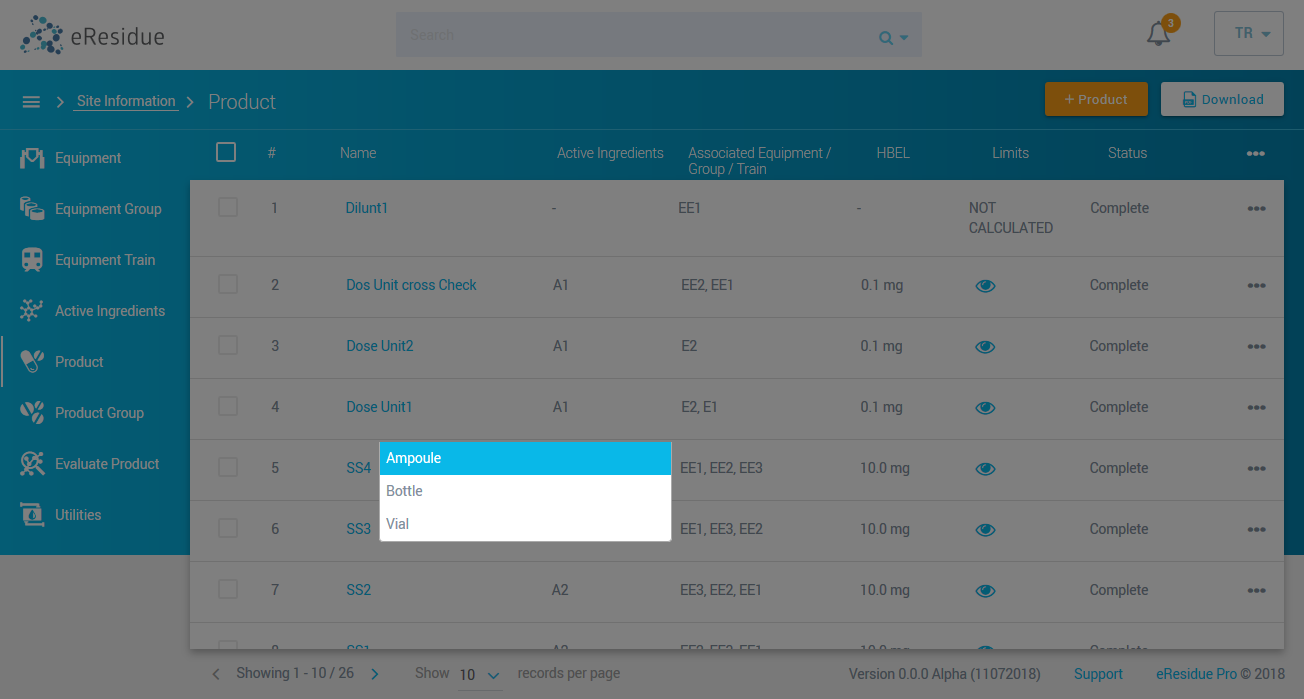 eResidue
Search
3
TR
Site Information
Product
+ Product
Download
Equipment
Equipment Group
Equipment Train
Active Ingredients
Product
Product Group
Evaluate Product
Utilities
# Name Active Ingredients Associated Equipment / HBEL Limits Status
Group / Train
1 Dilunt1 - EE1 - NOT Complete
CALCULATED
2 Dos Unit cross Check A1 EE2, EE1 0.1 mg Complete
3 Dose Unit2 A1 E2 0.1 mg Complete
4 Dose Unit1 A1 E2, E1 0.1 mg Complete
Ampoule
Bottle
Vial
5 SS4 EE1, EE2, EE3 10.0 mg Complete
6 SS3 EE1, EE3, EE2 10.0 mg Complete
7 SS2 A2 EE3, EE2, EE1 10.0 mg Complete
Showing 1 - 10 / 26
Show 10 records per page
Version 0.0.0 Alpha (11072018)
Support
eResidue Pro © 2018